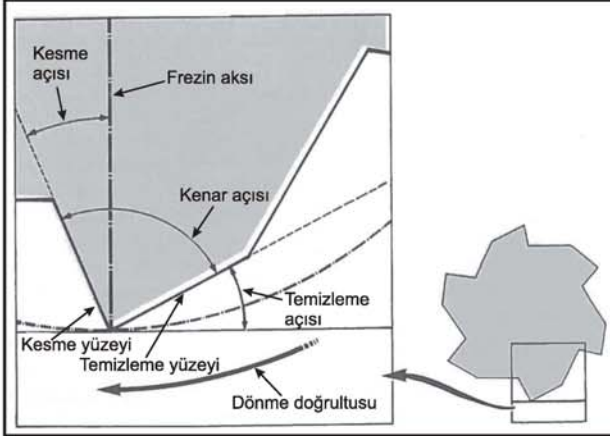 Kesme
açısı
Frezin aksı
Kenar açısı
Temizleme
açısı
Kesme yüzeyi
Temizleme yüzeyi
Dönme doğrultusu